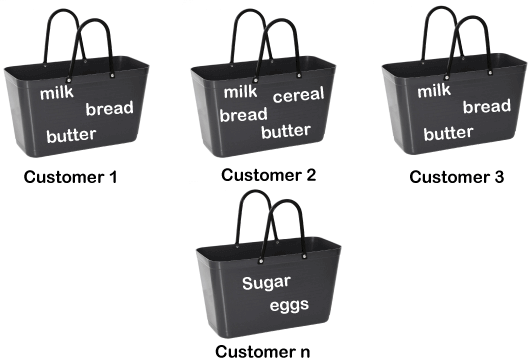 milk
bread
butter
Customer 1
milk cereal
bread
butter
Customer 2
milk
bread
butter
Customer 3
Sugar
eggs
Customer n